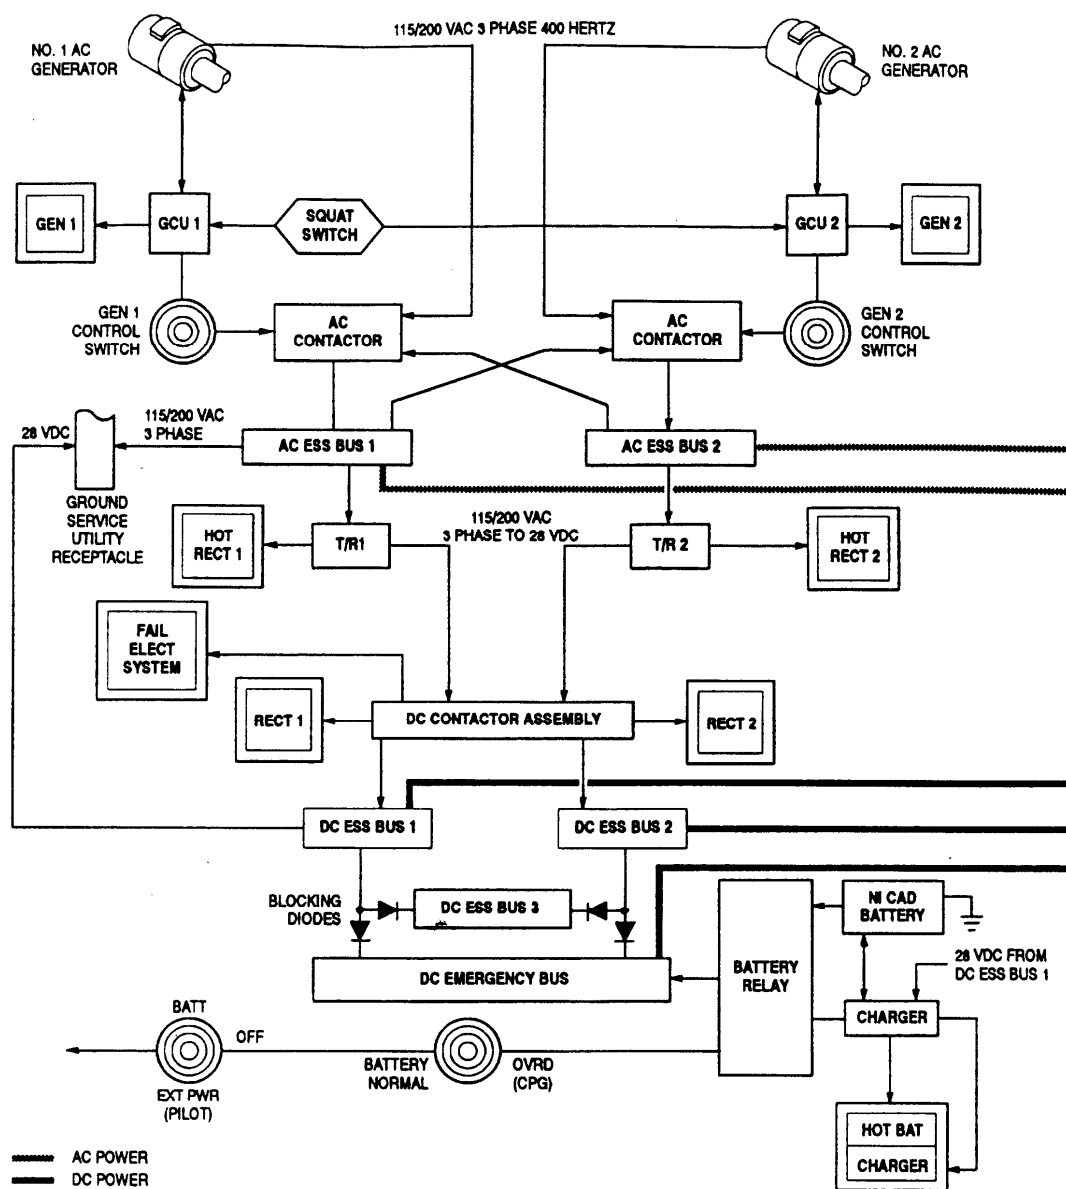 115/200 VAC 3 PHASE 400 HERTZ
NO. 1 AC
GENERATOR
NO. 2 AC
GENERATOR
GEN 1
GCU 1
SQUAT
SWITCH
GCU 2
GEN 2
GEN 1
CONTROL
SWITCH
AC
CONTACTOR
AC
CONTACTOR
GEN 2
CONTROL
SWITCH
28 VDC
115/200 VAC
3 PHASE
AC ESS BUS 1
AC ESS BUS 2
GROUND
SERVICE
UTILITY
RECEPTACLE
HOT
RECT 1
T/R1
115/200 VAC
3 PHASE TO 28 VDC
T/R 2
HOT
RECT 2
FAIL
ELECT
SYSTEM
RECT 1
DC CONTACTOR ASSEMBLY
RECT 2
DC ESS BUS 1
DC ESS BUS 2
BLOCKING
DIODES
DC ESS BUS 3
NI CAD
BATTERY
DC EMERGENCY BUS
BATTERY
RELAY
28 VDC FROM
DC ESS BUS 1
CHARGER
BATT
OFF
EXT PWR
(PILOT)
BATTERY
NORMAL
OVRD
(CPG)
HOT BAT
CHARGER
AC POWER
DC POWER